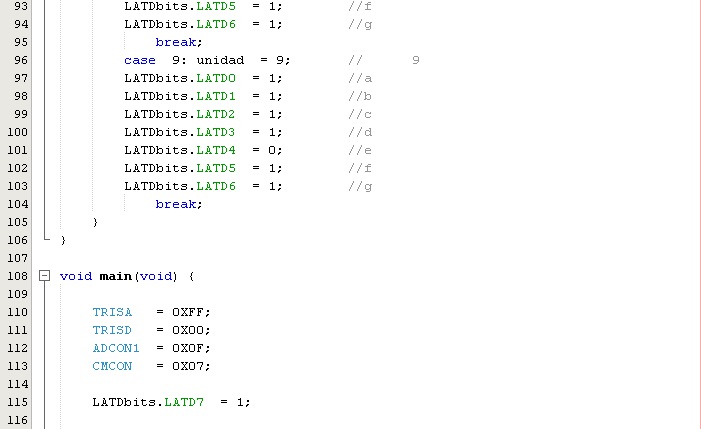 93 LATDbits.LATD5 = 1; //f
94 LATDbits.LATD6 = 1; //g
95 break;
96 case 9: unidad = 9; // 9
97 LATDbits.LATD0 = 1; //a
98 LATDbits.LATD1 = 1; //b
99 LATDbits.LATD2 = 1; //c
100 LATDbits.LATD3 = 1; //d
101 LATDbits.LATD4 = 0; //e
102 LATDbits.LATD5 = 1; //f
103 LATDbits.LATD6 = 1; //g
104 break;
105 }
106 }
107
108 void main(void) {
109
110 TRISA = 0XFF;
111 TRISD = 0X00;
112 ADCON1 = 0X0F;
113 CMCON = 0X07;
114
115 LATDbits.LATD7 = 1;
116